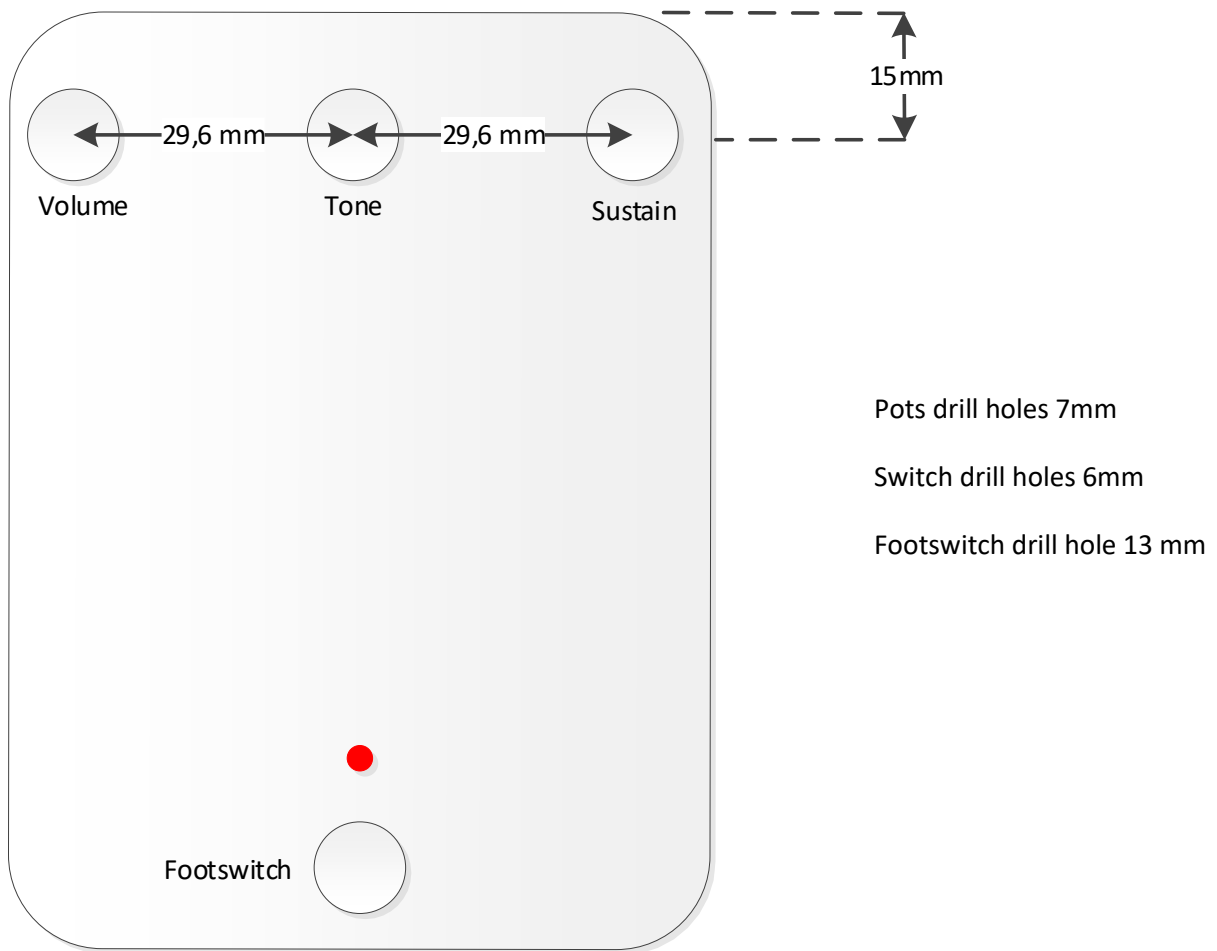 15mm
29,6 mm
29,6 mm
Volume
Tone
Sustain
Pots drill holes 7mm
Switch drill holes 6mm
Footswitch drill hole 13 mm
Footswitch